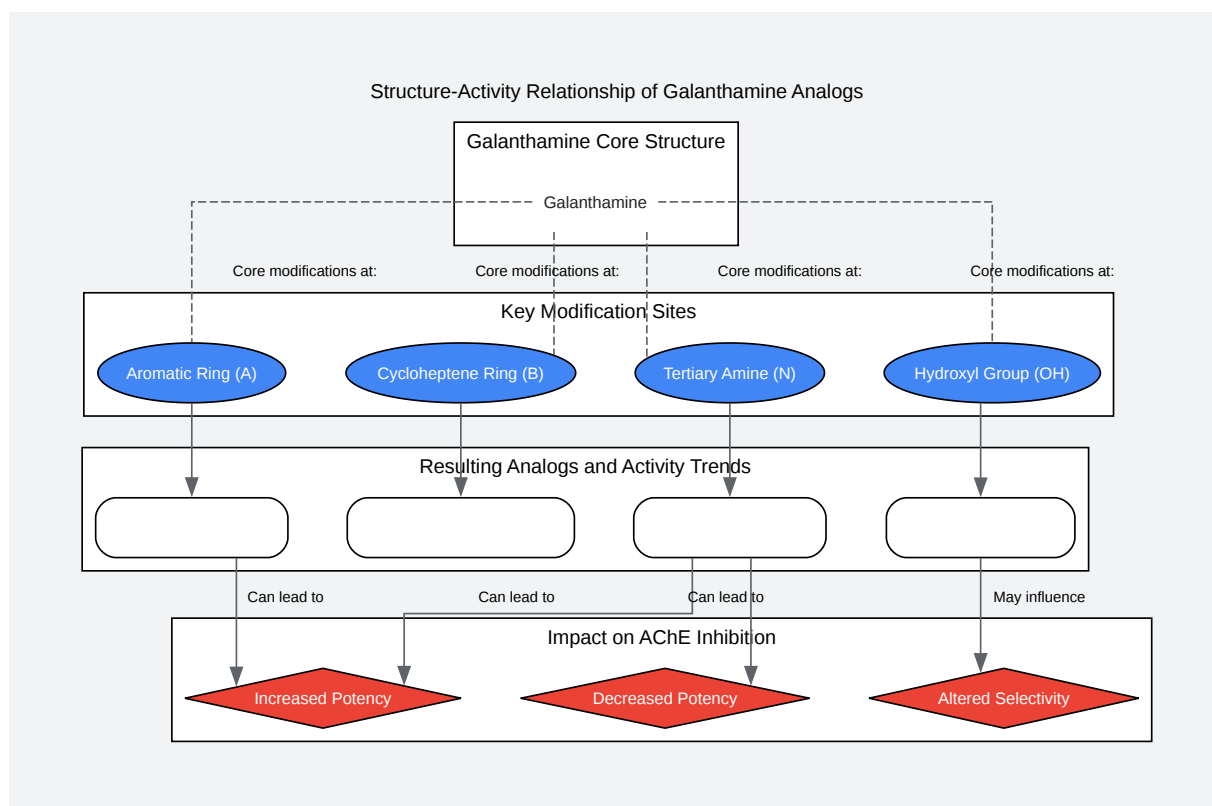 Structure-Activity Relationship of Galanthamine Analogs
Galanthamine Core Structure
Galanthamine
Core modifications at:
Core modifications at:
Core modifications at:
Core modifications at:
Key Modification Sites
Aromatic Ring (A)
Cycloheptene Ring (B)
Tertiary Amine (N)
Hydroxyl Group (OH)
Resulting Analogs and Activity Trends
Can lead to
Can lead to
Can lead to
May influence
Impact on AChE Inhibition
Increased Potency
Decreased Potency
Altered Selectivity